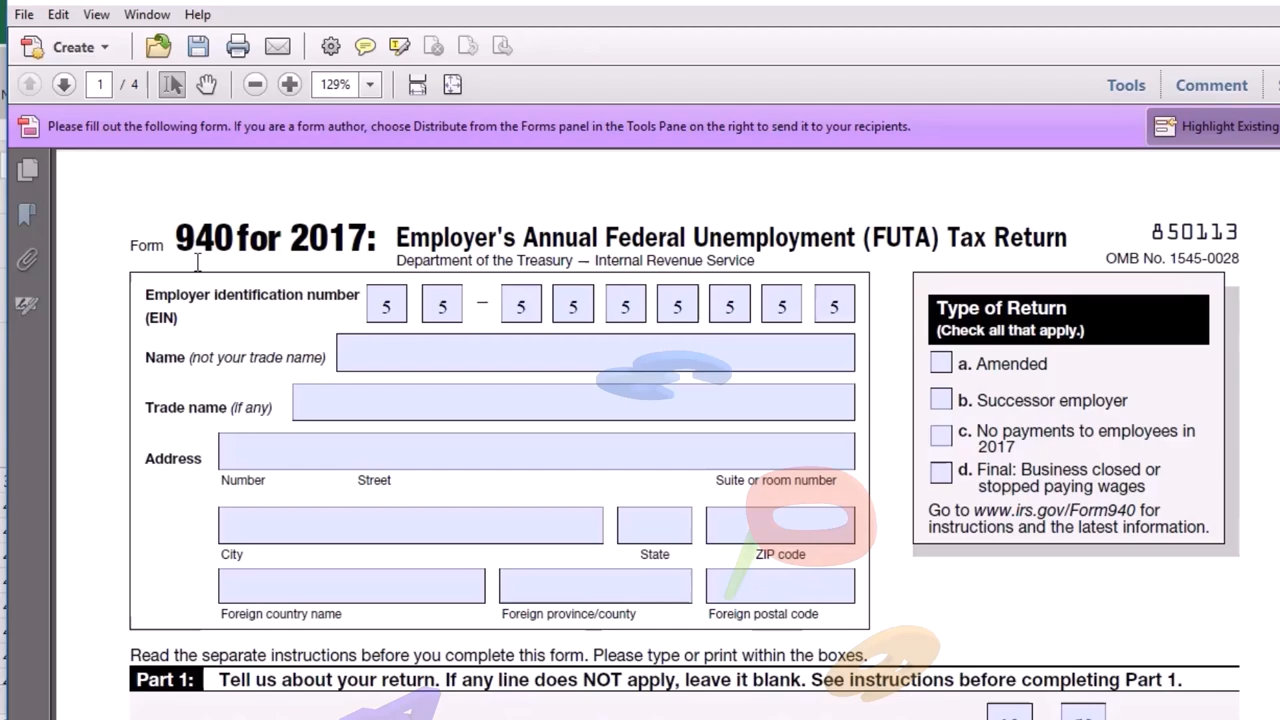 File Edit View Window Help
Create
1 / 4 129% Tools Comment
Please fill out the following form. If you are a form author, choose Distribute from the Forms panel in the Tools Pane on the right to send it to your recipients. Highlight Existing
Form 940 for 2017: Employer's Annual Federal Unemployment (FUTA) Tax Return 850113
Department of the Treasury — Internal Revenue Service OMB No. 1545-0028
Employer identification number
(EIN) 5 5 – 5 5 5 5 5 5 5
Name (not your trade name)
Trade name (if any)
Address
Number Street Suite or room number
City State ZIP code
Foreign country name Foreign province/county Foreign postal code
Type of Return
(Check all that apply.)
a. Amended
b. Successor employer
c. No payments to employees in
2017
d. Final: Business closed or
stopped paying wages
Go to www.irs.gov/Form940 for
instructions and the latest information.
Read the separate instructions before you complete this form. Please type or print within the boxes.
Part 1: Tell us about your return. If any line does NOT apply, leave it blank. See instructions before completing Part 1.